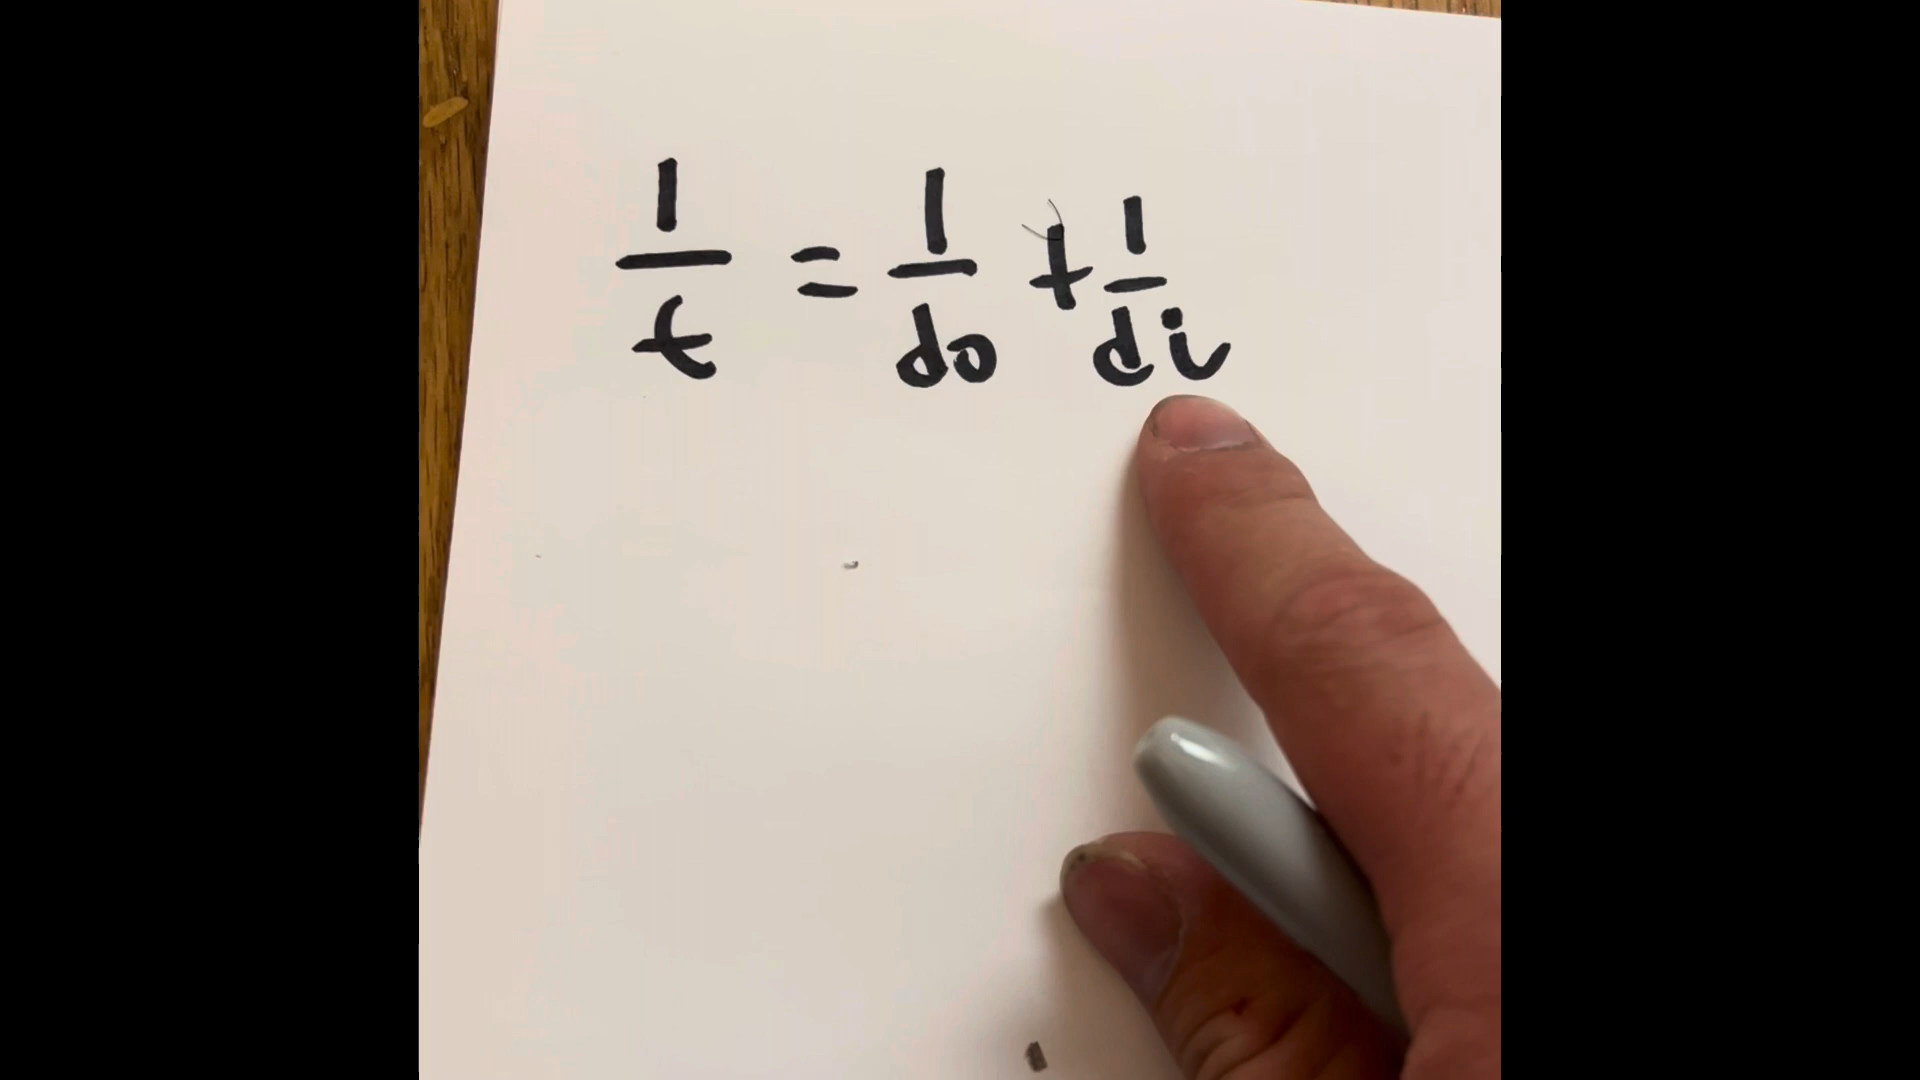 1/f = 1/do + 1/di